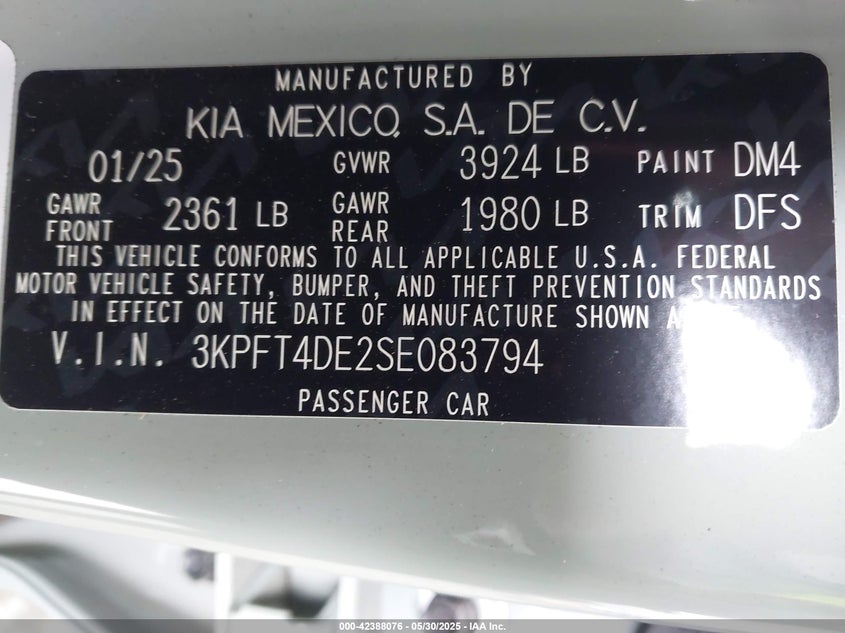 MANUFACTURED BY
KIA MEXICO, S.A. DE C.V.
01/25 GVWR 3924 LB PAINT DM4
GAWR FRONT 2361 LB GAWR REAR 1980 LB TRIM DFS
THIS VEHICLE CONFORMS TO ALL APPLICABLE U.S.A. FEDERAL
MOTOR VEHICLE SAFETY, BUMPER, AND THEFT PREVENTION STANDARDS
IN EFFECT ON THE DATE OF MANUFACTURE SHOWN
V.I.N. 3KPFT4DE2SE083794
PASSENGER CAR
000-42388076 — 05/30/2025 — IAA Inc.